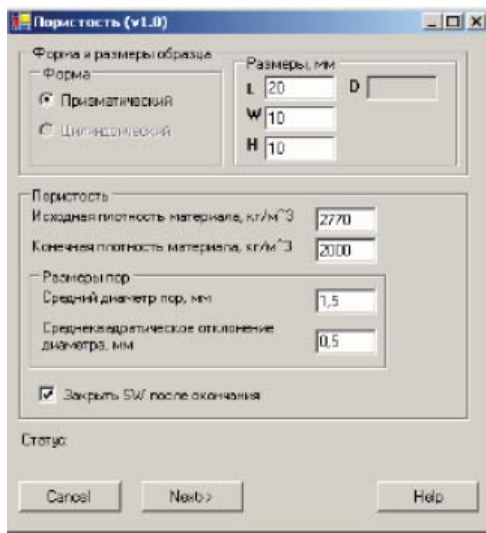 Пористость (v1.0)
Форма и размеры образца
Форма
Призматический
Цилиндрический
Размеры, мм
L 20
D
W 10
H 10
Пористость
Исходная плотность материала, кг/м^3 2770
Конечная плотность материала, кг/м^3 2000
Размеры пор
Средний диаметр пор, мм 1,5
Среднеквадратическое отклонение
диаметра, мм 0,5
Закрыть SW после окончания
Статус:
Cancel
Next>>
Help